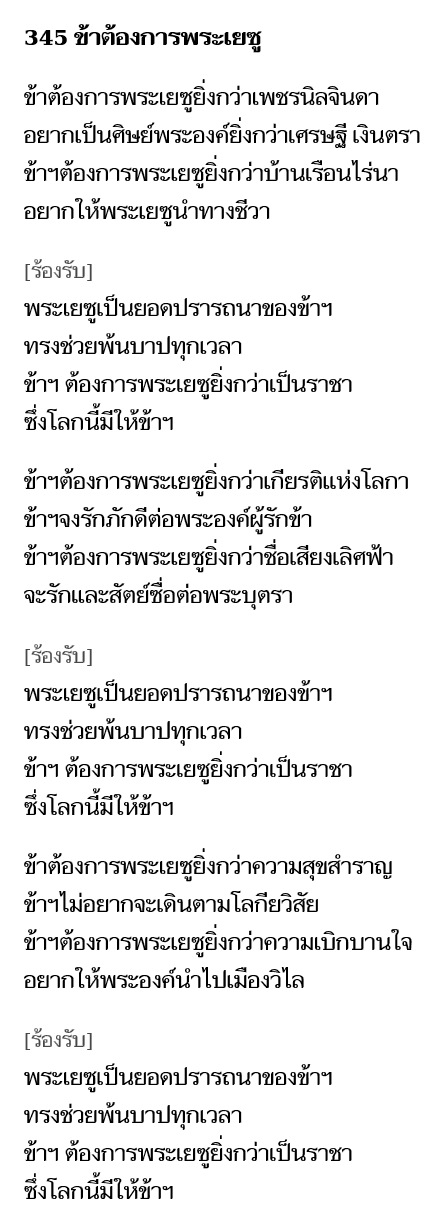 345 ข้าต้องการพระเยซู
ข้าต้องการพระเยซูยิ่งกว่าเพชรนิลจินดา
อยากเป็นศิษย์พระองค์ยิ่งกว่าเศรษฐี เงินตรา
ข้าฯต้องการพระเยซูยิ่งกว่าบ้านเรือนไร่นา
อยากให้พระเยซูนำทางชีวา
[ร้องรับ]
พระเยซูเป็นยอดปรารถนาของข้าฯ
ทรงช่วยพ้นบาปทุกเวลา
ข้าฯ ต้องการพระเยซูยิ่งกว่าเป็นราชา
ซึ่งโลกนี้มีให้ข้าฯ
ข้าฯต้องการพระเยซูยิ่งกว่าเกียรติแห่งโลกา
ข้าฯจงรักภักดีต่อพระองค์ผู้รักข้า
ข้าฯต้องการพระเยซูยิ่งกว่าชื่อเสียงเลิศฟ้า
จะรักและสัตย์ซื่อต่อพระบุตรา
[ร้องรับ]
พระเยซูเป็นยอดปรารถนาของข้าฯ
ทรงช่วยพ้นบาปทุกเวลา
ข้าฯ ต้องการพระเยซูยิ่งกว่าเป็นราชา
ซึ่งโลกนี้มีให้ข้าฯ
ข้าต้องการพระเยซูยิ่งกว่าความสุขสำราญ
ข้าฯไม่อยากจะเดินตามโลกียวิสัย
ข้าฯต้องการพระเยซูยิ่งกว่าความเบิกบานใจ
อยากให้พระองค์นำไปเมืองวิไล
[ร้องรับ]
พระเยซูเป็นยอดปรารถนาของข้าฯ
ทรงช่วยพ้นบาปทุกเวลา
ข้าฯ ต้องการพระเยซูยิ่งกว่าเป็นราชา
ซึ่งโลกนี้มีให้ข้าฯ